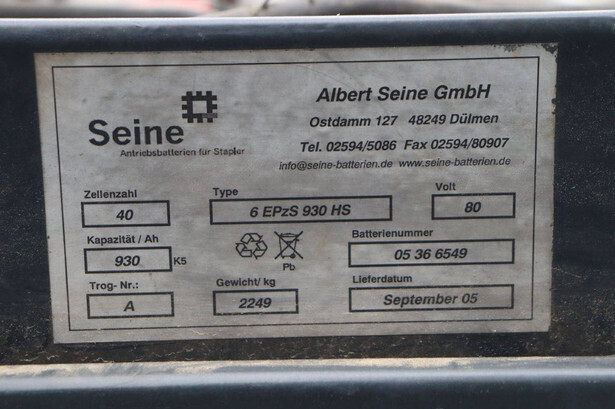 Seine
Antriebsbatterien für Stapler
Albert Seine GmbH
Ostdamm 127 48249 Dülmen
Tel. 02594/5086 Fax 02594/80907
info@seine-batterien.de www.seine-batterien.de
Zellenzahl
40
Type
6 EPzS 930 HS
Volt
80
Kapazität / Ah
930 K5
Pb
Batterienummer
05 36 6549
Trog- Nr.:
A
Gewicht/ kg
2249
Lieferdatum
September 05